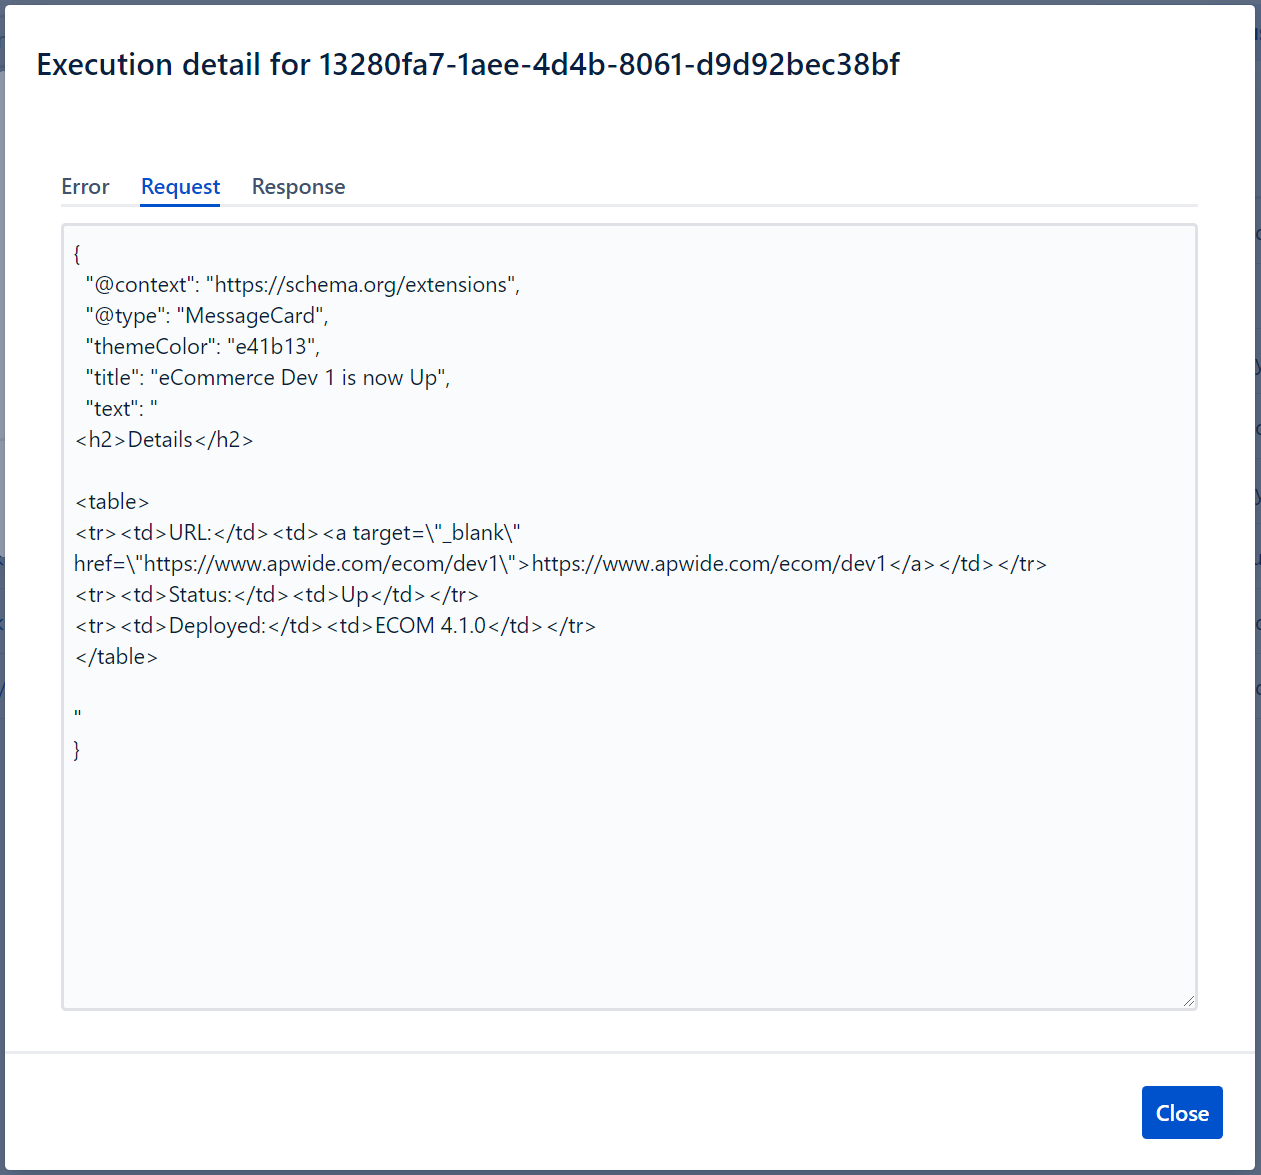 Execution detail for 13280fa7-1aee-4d4b-8061-d9d92bec38bf
Error Request Response
{
"@context": "https://schema.org/extensions",
"@type": "MessageCard",
"themeColor": "e41b13",
"title": "eCommerce Dev 1 is now Up",
"text": "
<h2>Details</h2>
<table>
<tr><td>URL:</td><td><a target=\"_blank\"
href=\"https://www.apwide.com/ecom/dev1\">https://www.apwide.com/ecom/dev1</a></td></tr>
<tr><td>Status:</td><td>Up</td></tr>
<tr><td>Deployed:</td><td>ECOM 4.1.0</td></tr>
</table>
"
}
Close